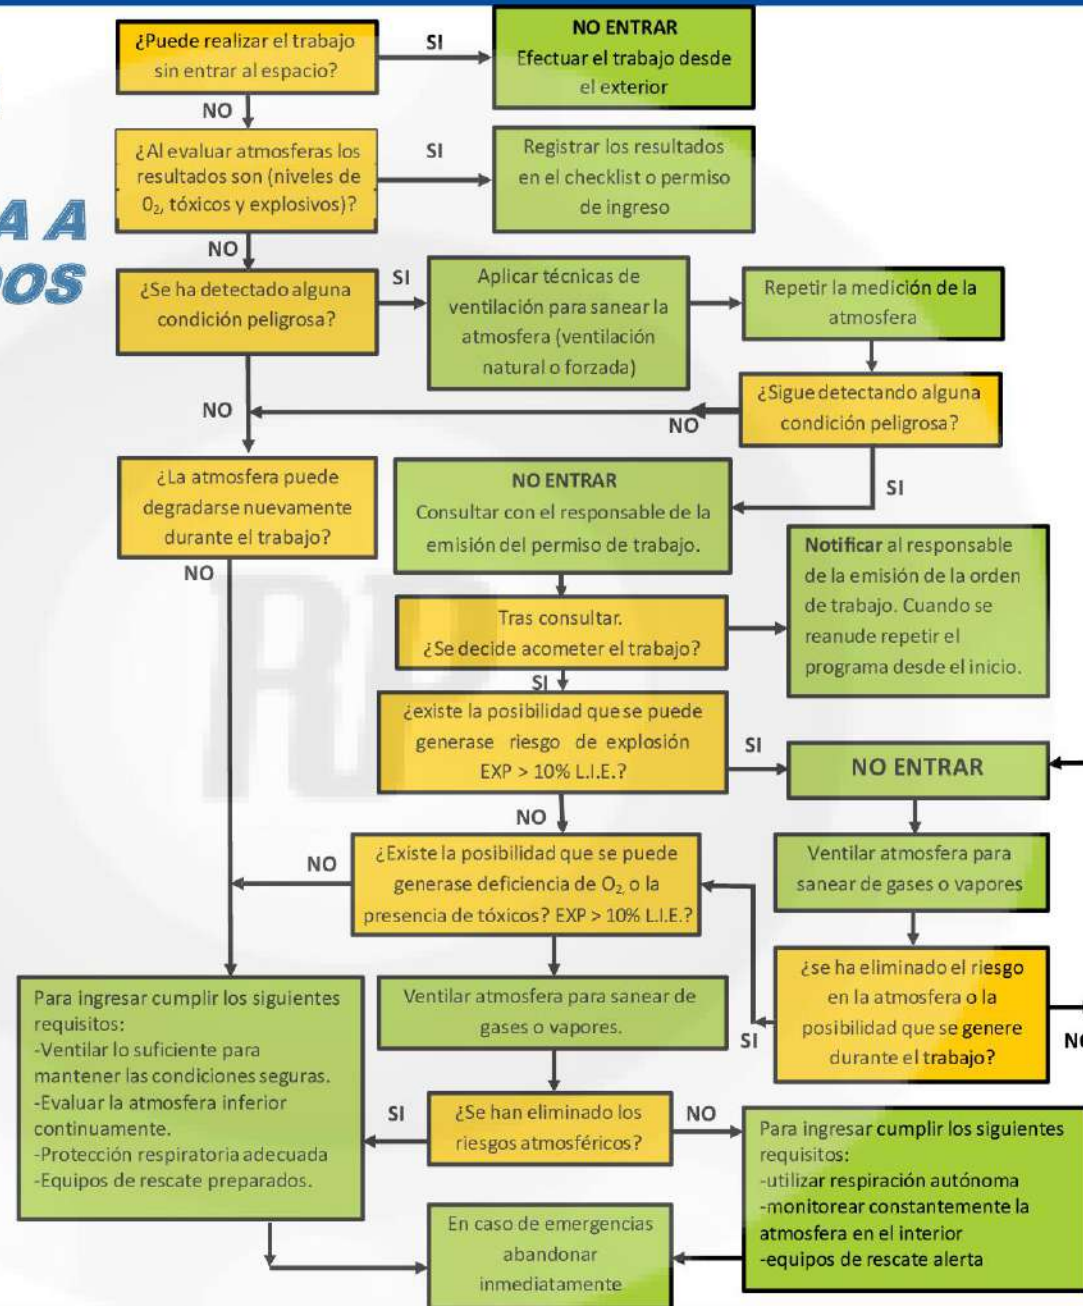 A A
OS
¿Puede realizar el trabajo
sin entrar al espacio?
SI
NO ENTRAR
Efectuar el trabajo desde
el exterior
NO
¿Al evaluar atmosferas los
resultados son (niveles de
O₂, tóxicos y explosivos)?
SI
Registrar los resultados
en el checklist o permiso
de ingreso
NO
¿Se ha detectado alguna
condición peligrosa?
SI
Aplicar técnicas de
ventilación para sanear la
atmosfera (ventilación
natural o forzada)
Repetir la medición de la
atmosfera
¿Sigue detectando alguna
condición peligrosa?
NO
NO
SI
¿La atmosfera puede
degradarse nuevamente
durante el trabajo?
NO
NO ENTRAR
Consultar con el responsable de la
emisión del permiso de trabajo.
Tras consultar.
¿Se decide acometer el trabajo?
Notificar al responsable
de la emisión de la orden
de trabajo. Cuando se
reanude repetir el
programa desde el inicio.
SI
¿existe la posibilidad que se puede
generase riesgo de explosión
EXP > 10% L.I.E.?
SI
NO ENTRAR
NO
¿Existe la posibilidad que se puede
generase deficiencia de O₂, o la
presencia de tóxicos? EXP > 10% L.I.E.?
NO
Ventilar atmosfera para
sanear de gases o vapores
¿se ha eliminado el riesgo
en la atmosfera o la
posibilidad que se genere
durante el trabajo?
SI
NO
Ventilar atmosfera para sanear de
gases o vapores.
Para ingresar cumplir los siguientes
requisitos:
-Ventilar lo suficiente para
mantener las condiciones seguras.
-Evaluar la atmosfera inferior
continuamente.
-Protección respiratoria adecuada
-Equipos de rescate preparados.
SI
¿Se han eliminado los
riesgos atmosféricos?
NO
Para ingresar cumplir los siguientes
requisitos:
-utilizar respiración autónoma
-monitorear constantemente la
atmosfera en el interior
-equipos de rescate alerta
En caso de emergencias
abandonar
inmediatamente
RP